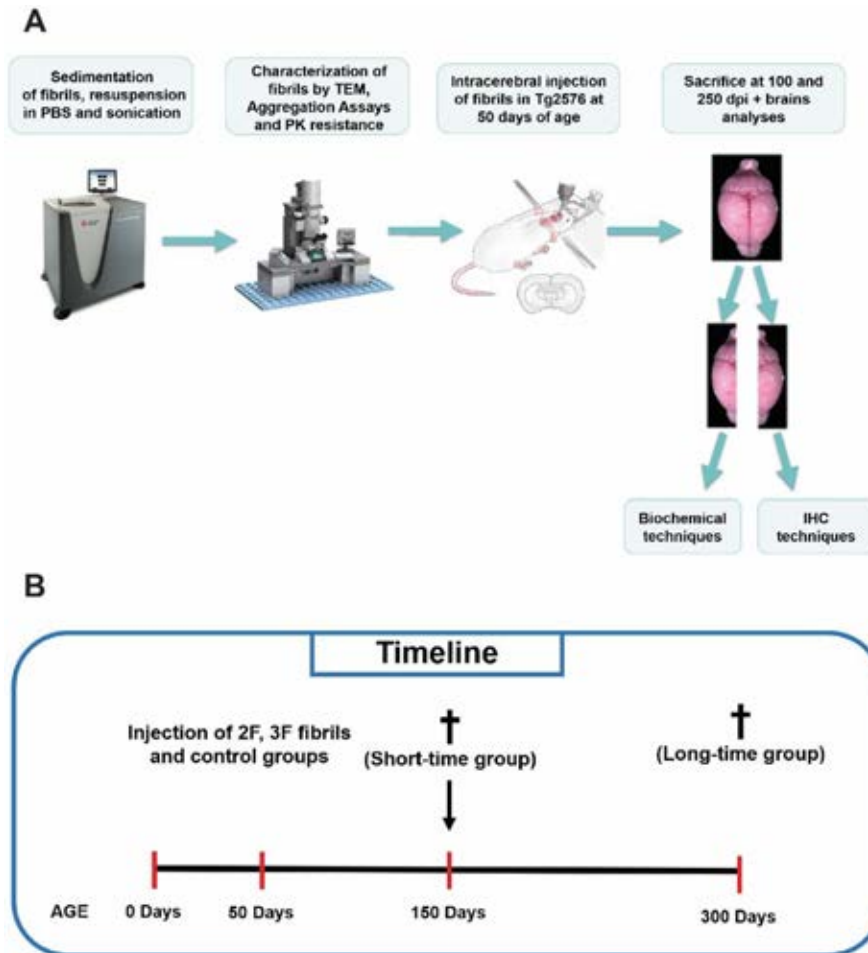 A
Sedimentation
of fibrils, resuspension
in PBS and sonication
Characterization of
fibrils by TEM,
Aggregation Assays
and PK resistance
Intracerebral injection
of fibrils in Tg2576 at
50 days of age
Sacrifice at 100 and
250 dpi + brains
analyses
Biochemical
techniques
IHC
techniques
B
Timeline
Injection of 2F, 3F fibrils
and control groups
(Short-time group)
(Long-time group)
AGE
0 Days
50 Days
150 Days
300 Days